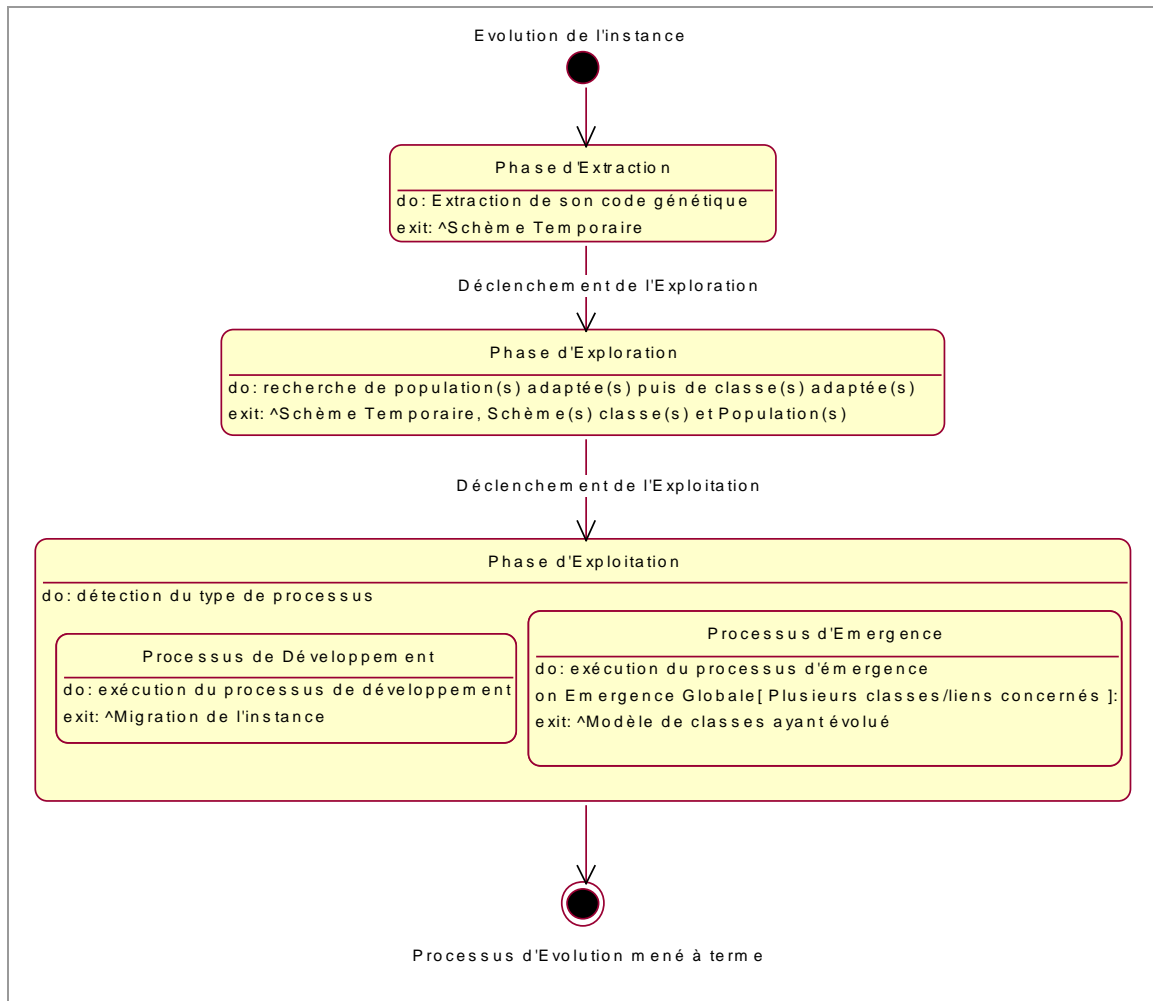 Evolution de l'instance
Phase d'Extraction
do: Extraction de son code génétique
exit: ^Schème Temporaire
Déclenchement de l'Exploration
Phase d'Exploration
do: recherche de population(s) adaptée(s) puis de classe(s) adaptée(s)
exit: ^Schème Temporaire, Schème(s) classe(s) et Population(s)
Déclenchement de l'Exploitation
Phase d'Exploitation
do: détection du type de processus
Processus de Développement
do: exécution du processus de développement
exit: ^Migration de l'instance
Processus d'Emergence
do: exécution du processus d'émergence
on Emergence Globale[ Plusieurs classes/liens concernés ]:
exit: ^Modèle de classes ayant évolué
Processus d'Evolution mené à terme